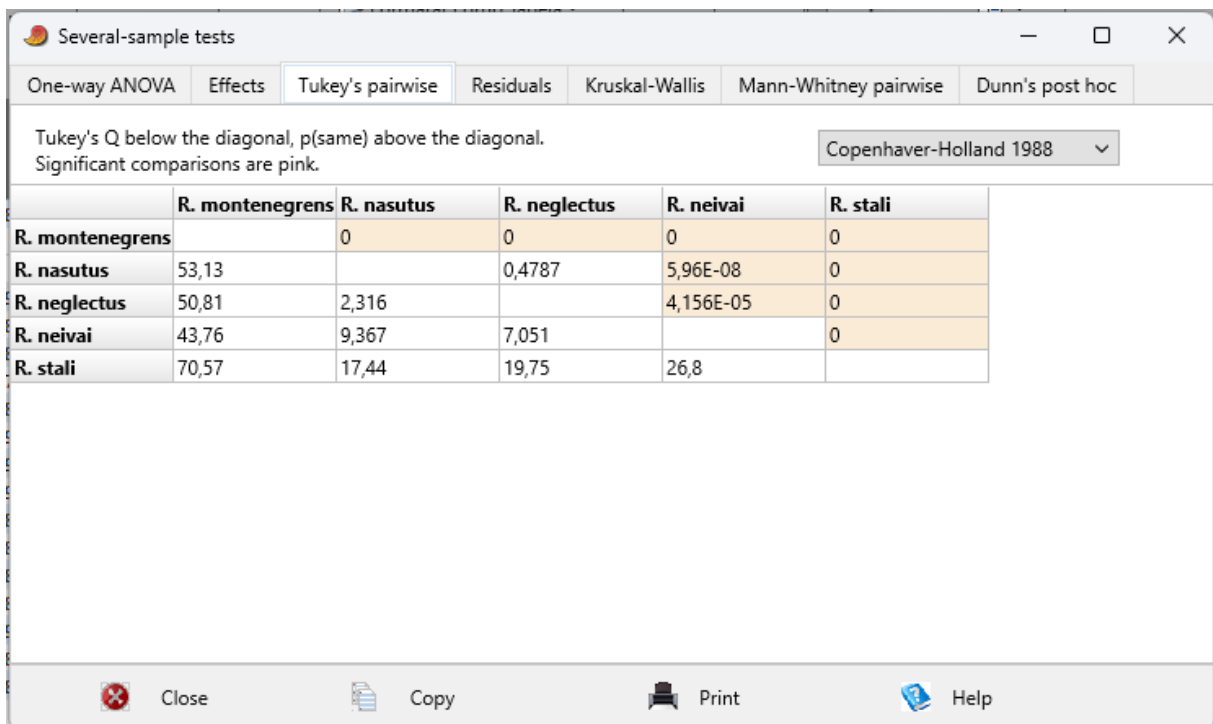 Several-sample tests
One-way ANOVA Effects Tukey's pairwise Residuals Kruskal-Wallis Mann-Whitney pairwise Dunn's post hoc
Tukey's Q below the diagonal, p(same) above the diagonal.
Significant comparisons are pink.
Copenhaver-Holland 1988
R. montenegrens R. nasutus R. neglectus R. neivai R. stali
R. montenegrens 0 0 0 0
R. nasutus 53,13 0,4787 5,96E-08 0
R. neglectus 50,81 2,316 4,156E-05 0
R. neivai 43,76 9,367 7,051 0
R. stali 70,57 17,44 19,75 26,8
Close Copy Print Help